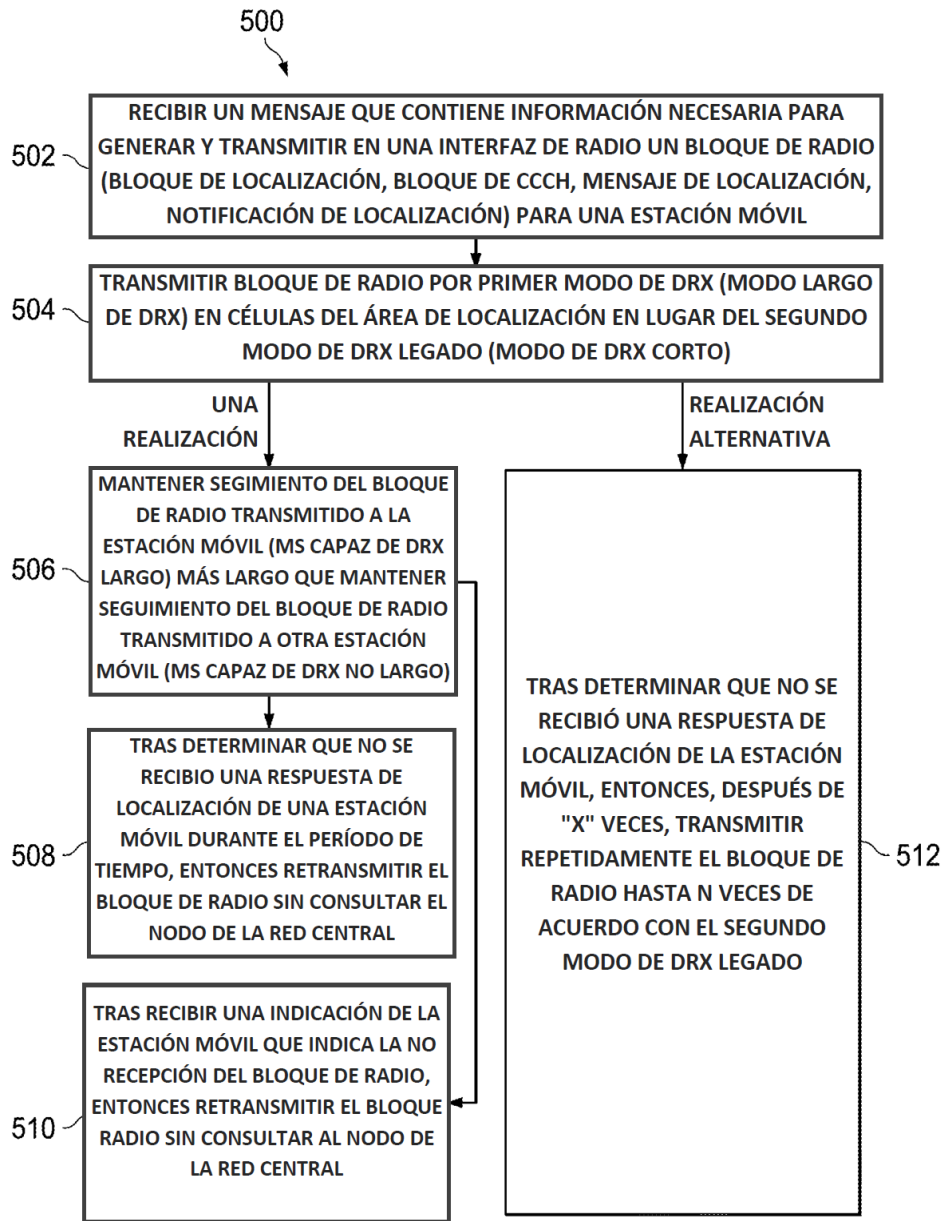 500
502
RECIBIR UN MENSAJE QUE CONTIENE INFORMACIÓN NECESARIA PARA
GENERAR Y TRANSMITIR EN UNA INTERFAZ DE RADIO UN BLOQUE DE RADIO
(BLOQUE DE LOCALIZACIÓN, BLOQUE DE CCCH, MENSAJE DE LOCALIZACIÓN,
NOTIFICACIÓN DE LOCALIZACIÓN) PARA UNA ESTACIÓN MÓVIL
504
TRANSMITIR BLOQUE DE RADIO POR PRIMER MODO DE DRX (MODO LARGO
DE DRX) EN CÉLULAS DEL ÁREA DE LOCALIZACIÓN EN LUGAR DEL SEGUNDO
MODO DE DRX LEGADO (MODO DE DRX CORTO)
UNA
REALIZACIÓN
REALIZACIÓN
ALTERNATIVA
506
MANTENER SEGIMIENTO DEL BLOQUE
DE RADIO TRANSMITIDO A LA
ESTACIÓN MÓVIL (MS CAPAZ DE DRX
LARGO) MÁS LARGO QUE MANTENER
SEGUIMIENTO DEL BLOQUE DE RADIO
TRANSMITIDO A OTRA ESTACIÓN
MÓVIL (MS CAPAZ DE DRX NO LARGO)
508
TRAS DETERMINAR QUE NO SE
RECIBIO UNA RESPUESTA DE
LOCALIZACIÓN DE UNA ESTACIÓN
MÓVIL DURANTE EL PERÍODO DE
TIEMPO, ENTONCES RETRANSMITIR EL
BLOQUE DE RADIO SIN CONSULTAR EL
NODO DE LA RED CENTRAL
510
TRAS RECIBIR UNA INDICACIÓN DE LA
ESTACIÓN MÓVIL QUE INDICA LA NO
RECEPCIÓN DEL BLOQUE DE RADIO,
ENTONCES RETRANSMITIR EL BLOQUE
RADIO SIN CONSULTAR AL NODO DE
LA RED CENTRAL
TRAS DETERMINAR QUE NO SE
RECIBIÓ UNA RESPUESTA DE
LOCALIZACIÓN DE LA ESTACIÓN
MÓVIL, ENTONCES, DESPUÉS DE
"X" VECES, TRANSMITIR
REPETIDAMENTE EL BLOQUE DE
RADIO HASTA N VECES DE
ACUERDO CON EL SEGUNDO
MODO DE DRX LEGADO
512